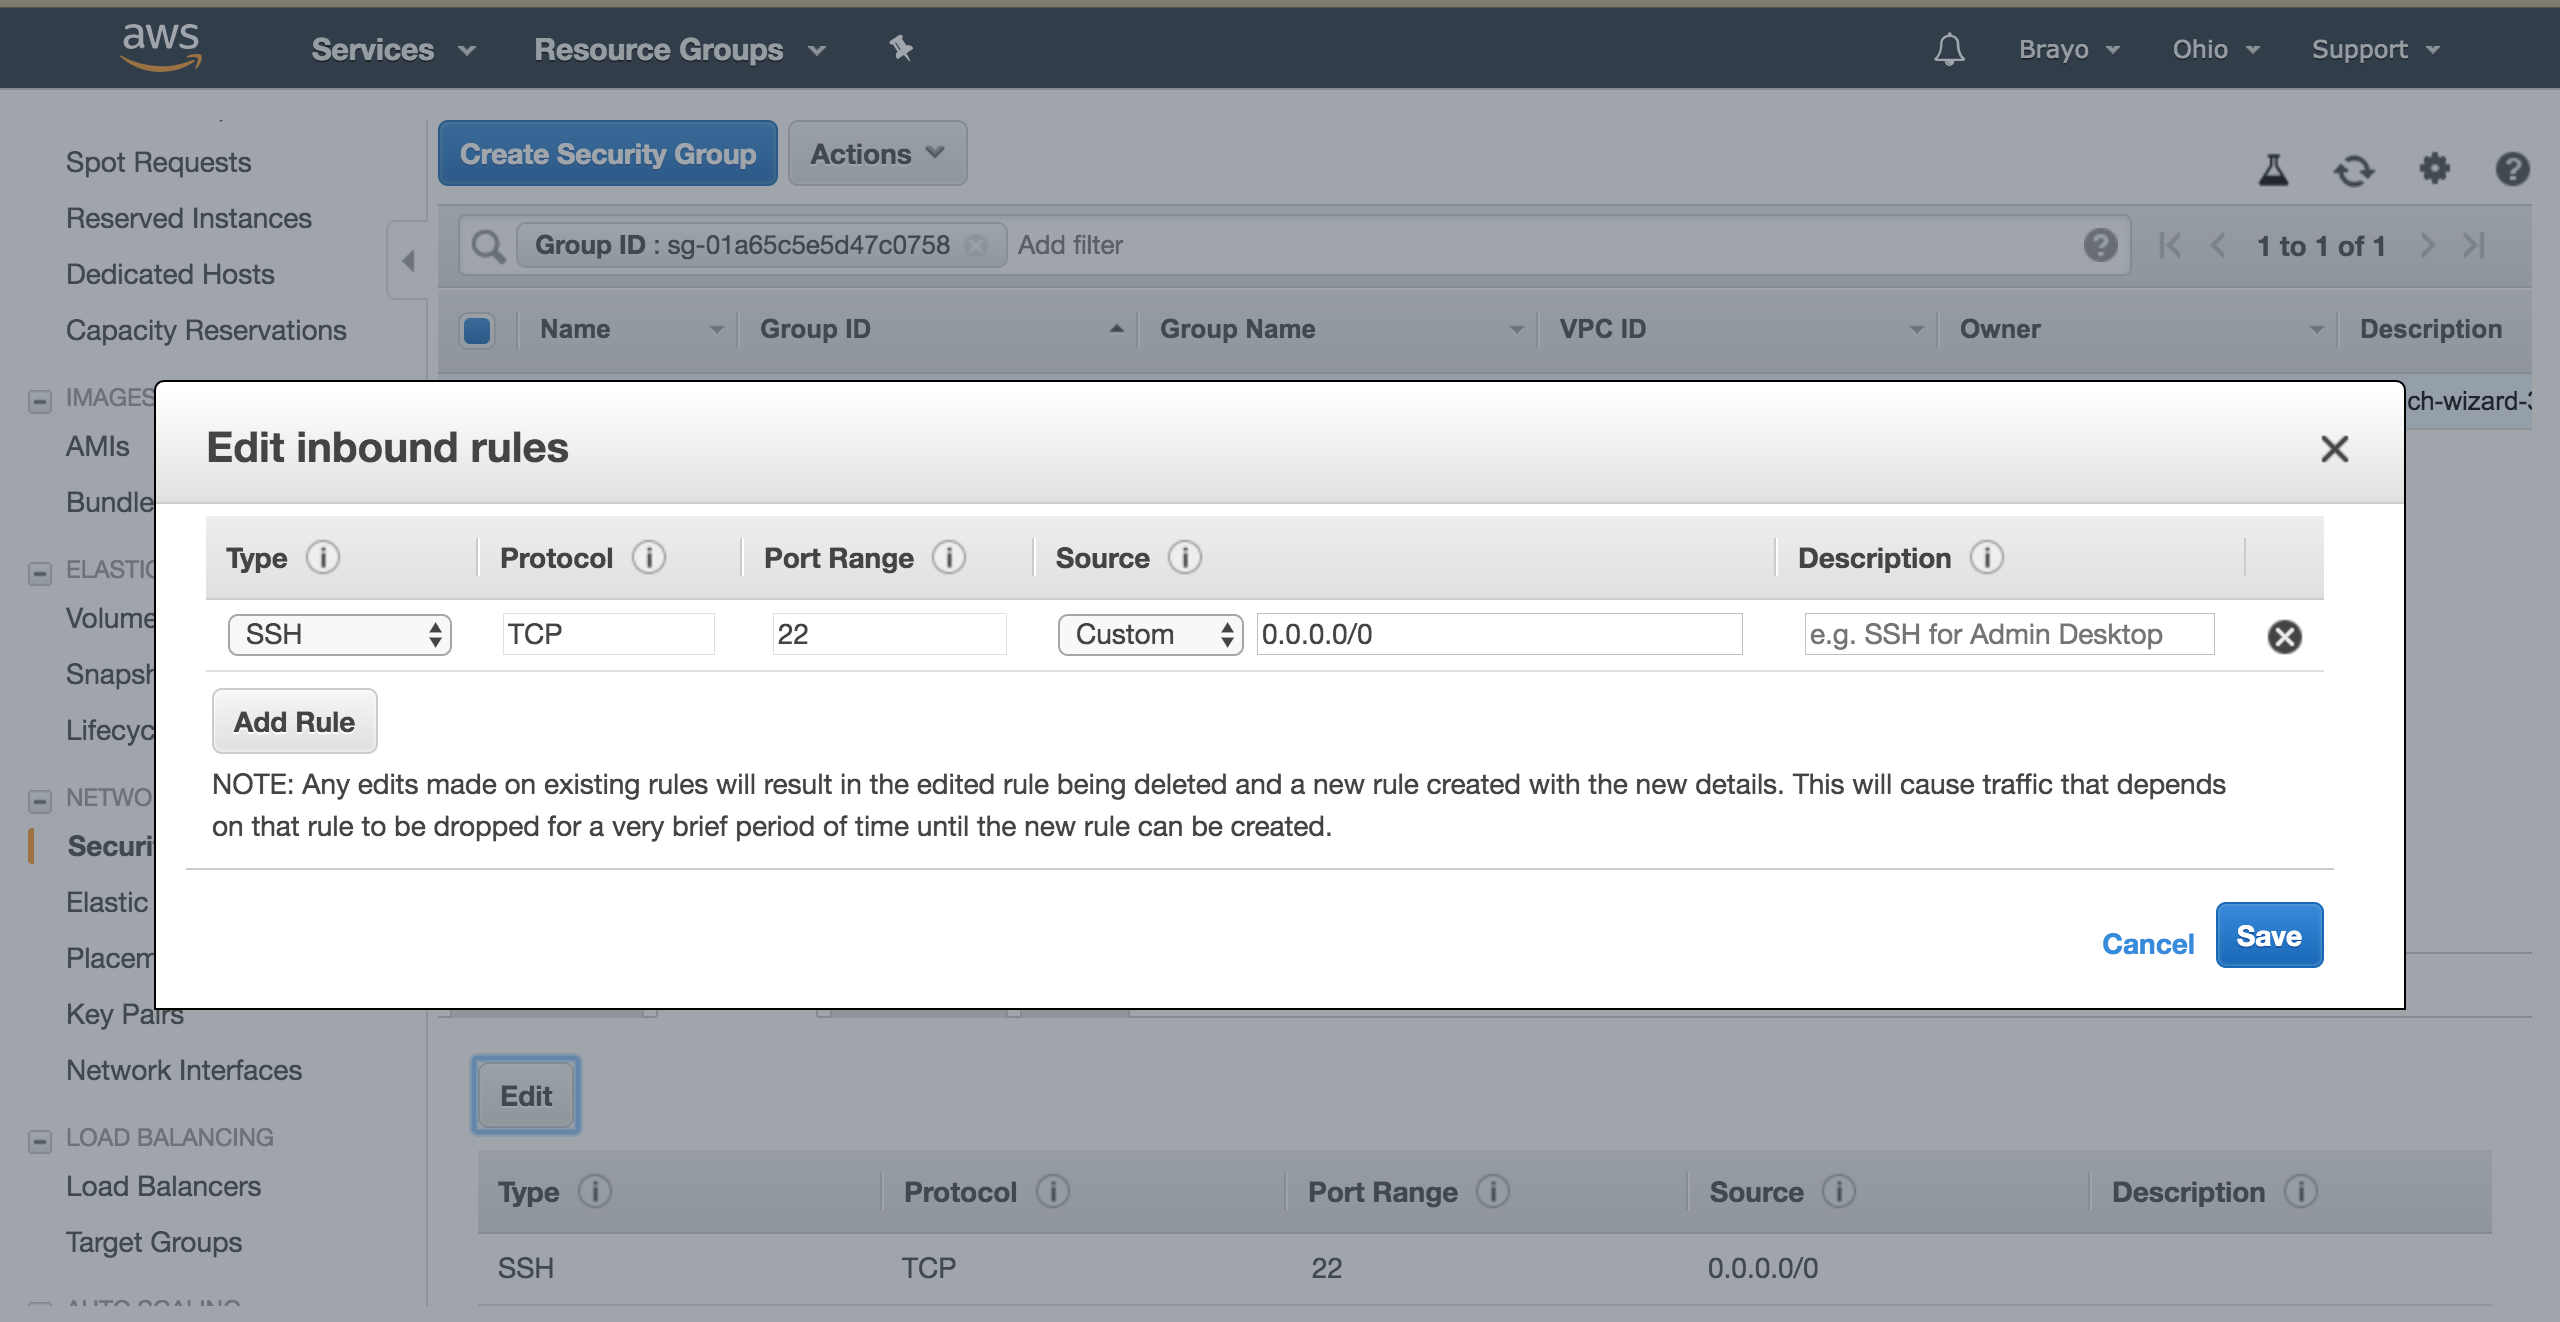 aws
Services
Resource Groups
Brayo
Ohio
Support
Spot Requests
Reserved Instances
Dedicated Hosts
Capacity Reservations
IMAGES
AMIs
Bundle
ELASTIC
Volume
Snapsh
Lifecyc
NETWO
Securi
Elastic
Placem
Key Pairs
Network Interfaces
LOAD BALANCING
Load Balancers
Target Groups
AUTO SCALING
Create Security Group
Actions
Group ID : sg-01a65c5e5d47c0758
Add filter
1 to 1 of 1
Name
Group ID
Group Name
VPC ID
Owner
Description
ch-wizard-3
Edit inbound rules
Type
Protocol
Port Range
Source
Description
SSH
TCP
22
Custom
0.0.0.0/0
e.g. SSH for Admin Desktop
Add Rule
NOTE: Any edits made on existing rules will result in the edited rule being deleted and a new rule created with the new details. This will cause traffic that depends
on that rule to be dropped for a very brief period of time until the new rule can be created.
Cancel
Save
Edit
Type
Protocol
Port Range
Source
Description
SSH
TCP
22
0.0.0.0/0